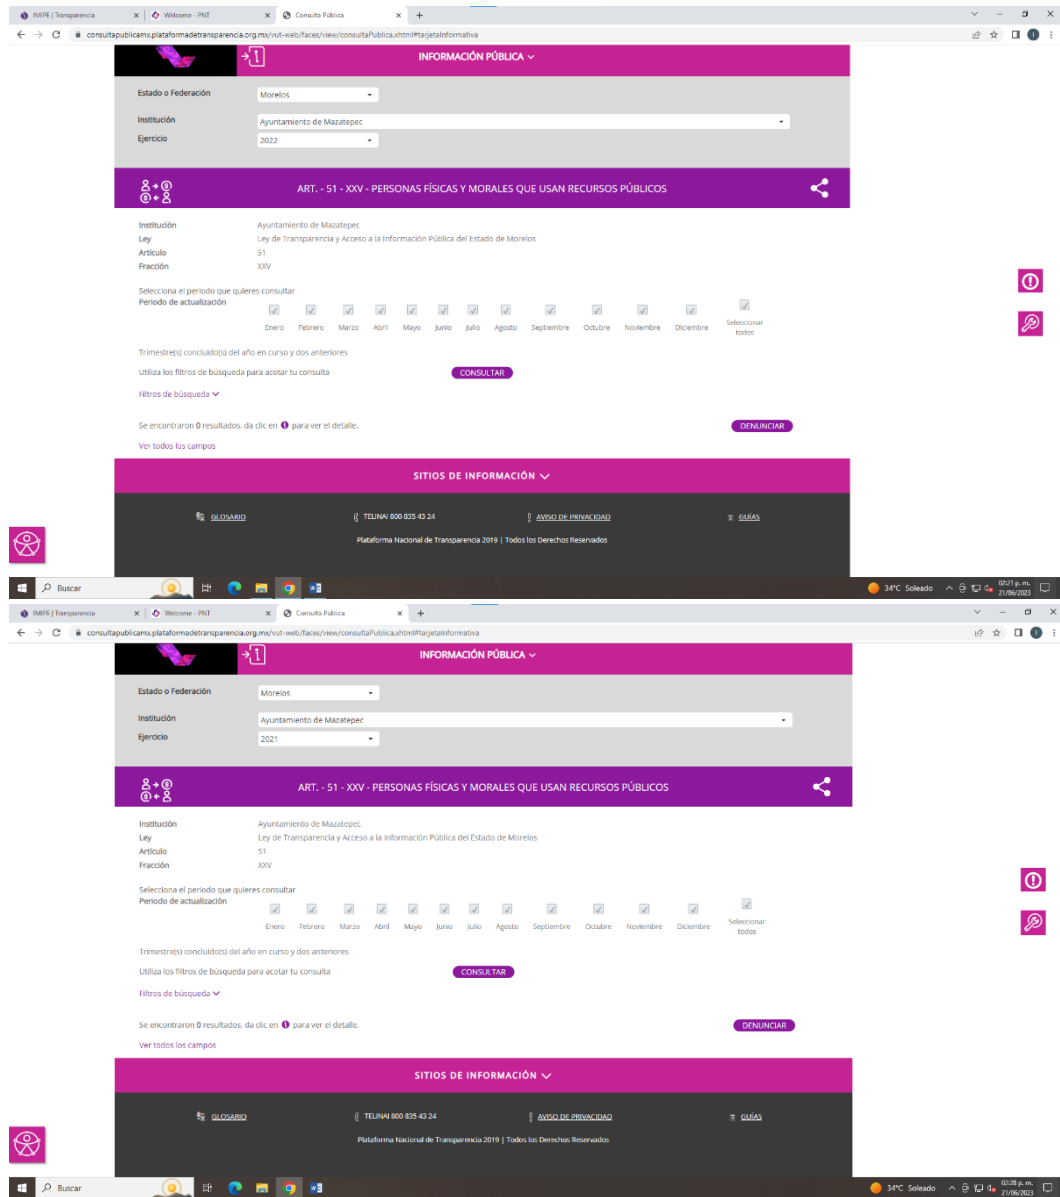 IMIPE | Transparencia
Welcome - PNT
Consulta Pública
consultapublicamx.plataformadetransparencia.org.mx/vut-web/faces/view/consultaPublica.xhtml#tarjetaInformativa
INFORMACIÓN PÚBLICA
Estado o Federación Morelos
Institución Ayuntamiento de Mazatepec
Ejercicio 2022
ART. - 51 - XXV - PERSONAS FÍSICAS Y MORALES QUE USAN RECURSOS PÚBLICOS
Institución Ayuntamiento de Mazatepec
Ley Ley de Transparencia y Acceso a la Información Pública del Estado de Morelos
Artículo 51
Fracción XXV
Selecciona el periodo que quieres consultar
Periodo de actualización
Enero Febrero Marzo Abril Mayo Junio Julio Agosto Septiembre Octubre Noviembre Diciembre Seleccionar
todos
Trimestre(s) concluido(s) del año en curso y dos anteriores
Utiliza los filtros de búsqueda para acotar tu consulta CONSULTAR
Filtros de búsqueda
Se encontraron 0 resultados, da clic en para ver el detalle. DENUNCIAR
Ver todos los campos
SITIOS DE INFORMACIÓN
GLOSARIO TELINAI 800 835 43 24 AVISO DE PRIVACIDAD GUÍAS
Plataforma Nacional de Transparencia 2019 | Todos los Derechos Reservados
Buscar 34°C Soleado 02:21 p. m.
21/06/2023
IMIPE | Transparencia
Welcome - PNT
Consulta Pública
consultapublicamx.plataformadetransparencia.org.mx/vut-web/faces/view/consultaPublica.xhtml#tarjetaInformativa
INFORMACIÓN PÚBLICA
Estado o Federación Morelos
Institución Ayuntamiento de Mazatepec
Ejercicio 2021
ART. - 51 - XXV - PERSONAS FÍSICAS Y MORALES QUE USAN RECURSOS PÚBLICOS
Institución Ayuntamiento de Mazatepec
Ley Ley de Transparencia y Acceso a la Información Pública del Estado de Morelos
Artículo 51
Fracción XXV
Selecciona el periodo que quieres consultar
Periodo de actualización
Enero Febrero Marzo Abril Mayo Junio Julio Agosto Septiembre Octubre Noviembre Diciembre Seleccionar
todos
Trimestre(s) concluido(s) del año en curso y dos anteriores
Utiliza los filtros de búsqueda para acotar tu consulta CONSULTAR
Filtros de búsqueda
Se encontraron 0 resultados, da clic en para ver el detalle. DENUNCIAR
Ver todos los campos
SITIOS DE INFORMACIÓN
GLOSARIO TELINAI 800 835 43 24 AVISO DE PRIVACIDAD GUÍAS
Plataforma Nacional de Transparencia 2019 | Todos los Derechos Reservados
Buscar 34°C Soleado 02:28 p. m.
21/06/2023